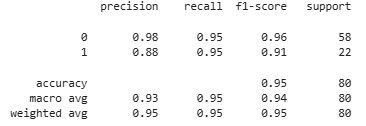 precision recall f1-score support
0 0.98 0.95 0.96 58
1 0.88 0.95 0.91 22
accuracy 0.95 80
macro avg 0.93 0.95 0.94 80
weighted avg 0.95 0.95 0.95 80